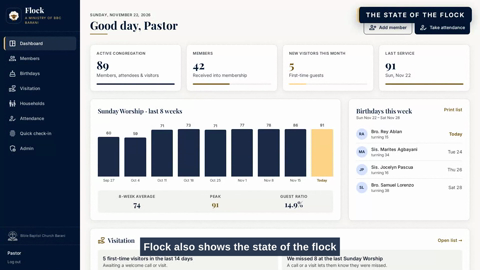 Flock
A MINISTRY OF BBC
Dashboard
Members
Birthdays
Visitation
Households
Attendance
Quick check-in
Admin
Bible Baptist Church Bacani
Pastor
Logout
SUNDAY, NOVEMBER 22, 2026
Good day, Pastor
THE STATE OF THE FLOCK
Add member
Take attendance
ACTIVE CONGREGATION
89
Members, attendees & visitors
MEMBERS
42
Received into membership
NEW VISITORS THIS MONTH
5
First-time guests
LAST SERVICE
91
Sun, Nov 22
Sunday Worship · last 8 weeks
71 73 71 77 78 91
Sep 27 Oct 4 Oct 11 Oct 18 Oct 25 Nov 1 Nov 8 Nov 15 Today
8-WEEK AVERAGE
74
PEAK
91
GUEST RATIO
14.9%
Birthdays this week
Print list
Sun Nov 22 – Sat Nov 28
RA Bro. Rey Abian Today
turning
MA Sis. Marites Agbayani Tue 24
turning 34
JP Sis. Jocelyn Pascua Thu 26
turning
SL Bro. Samuel Lorenzo Sat 28
turning 38
Visitation
Open list →
5 first-time visitors in the last 14 days
Awaiting a welcome call or visit.
We missed 8 at the last Sunday Worship
A call or a visit lets them know they were missed.
Flock also shows the state of the flock